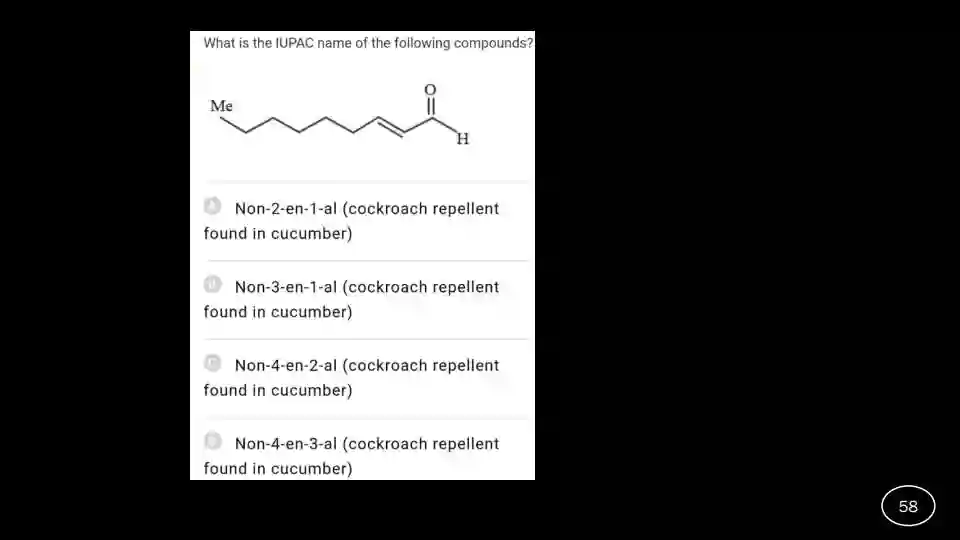 What is the IUPAC name of the following compounds?
O
Me
H
A Non-2-en-1-al (cockroach repellent
found in cucumber)
B Non-3-en-1-al (cockroach repellent
found in cucumber)
C Non-4-en-2-al (cockroach repellent
found in cucumber)
D Non-4-en-3-al (cockroach repellent
found in cucumber)
58